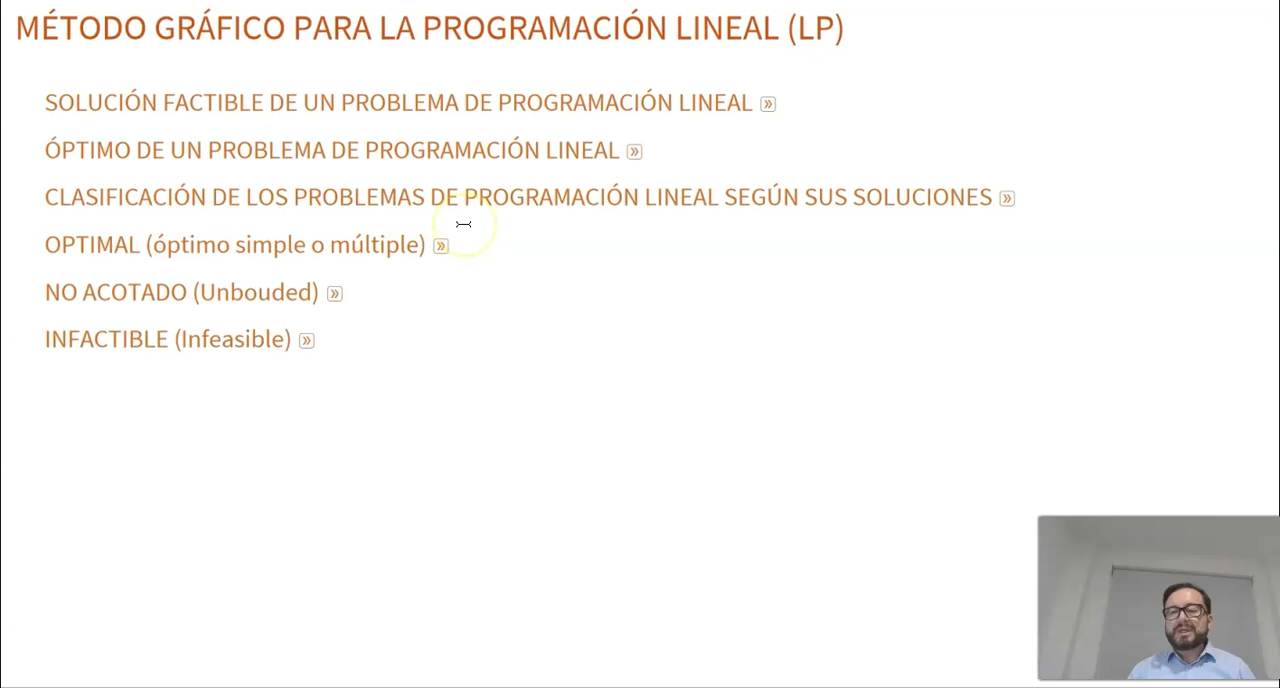 MÉTODO GRÁFICO PARA LA PROGRAMACIÓN LINEAL (LP)
SOLUCIÓN FACTIBLE DE UN PROBLEMA DE PROGRAMACIÓN LINEAL »
ÓPTIMO DE UN PROBLEMA DE PROGRAMACIÓN LINEAL »
CLASIFICACIÓN DE LOS PROBLEMAS DE PROGRAMACIÓN LINEAL SEGÚN SUS SOLUCIONES »
OPTIMAL (óptimo simple o múltiple) »
NO ACOTADO (Unbouded) »
INFACTIBLE (Infeasible) »